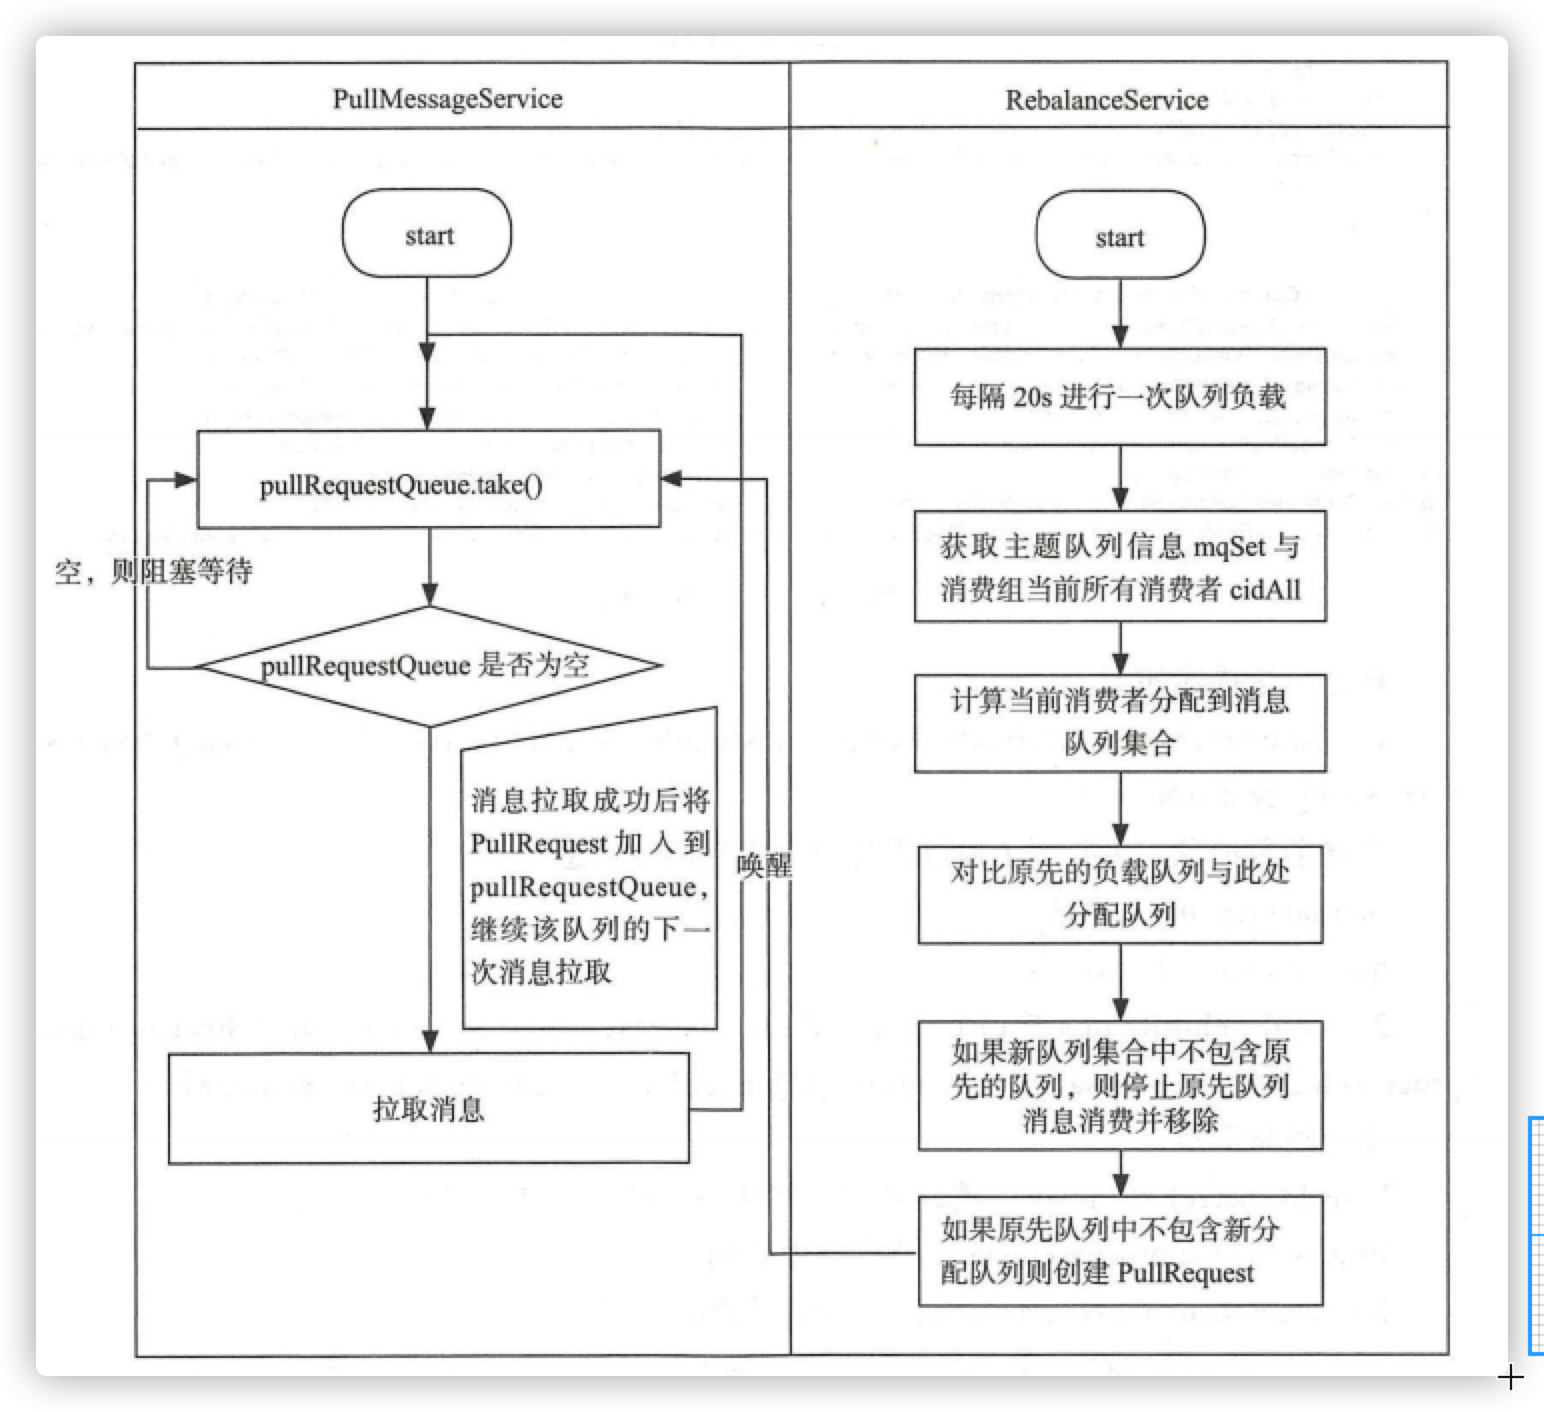 PullMessageService
RebalanceService
start
pullRequestQueue.take()
空，则阻塞等待
pullRequestQueue 是否为空
消息拉取成功后将
PullRequest 加入到
pullRequestQueue，
继续该队列的下一
次消息拉取
唤醒
拉取消息
start
每隔 20s 进行一次队列负载
获取主题队列信息 mqSet 与
消费组当前所有消费者 cidAll
计算当前消费者分配到消息
队列集合
对比原先的负载队列与此处
分配队列
如果新队列集合中不包含原
先的队列，则停止原先队列
消息消费并移除
如果原先队列中不包含新分
配队列则创建 PullRequest